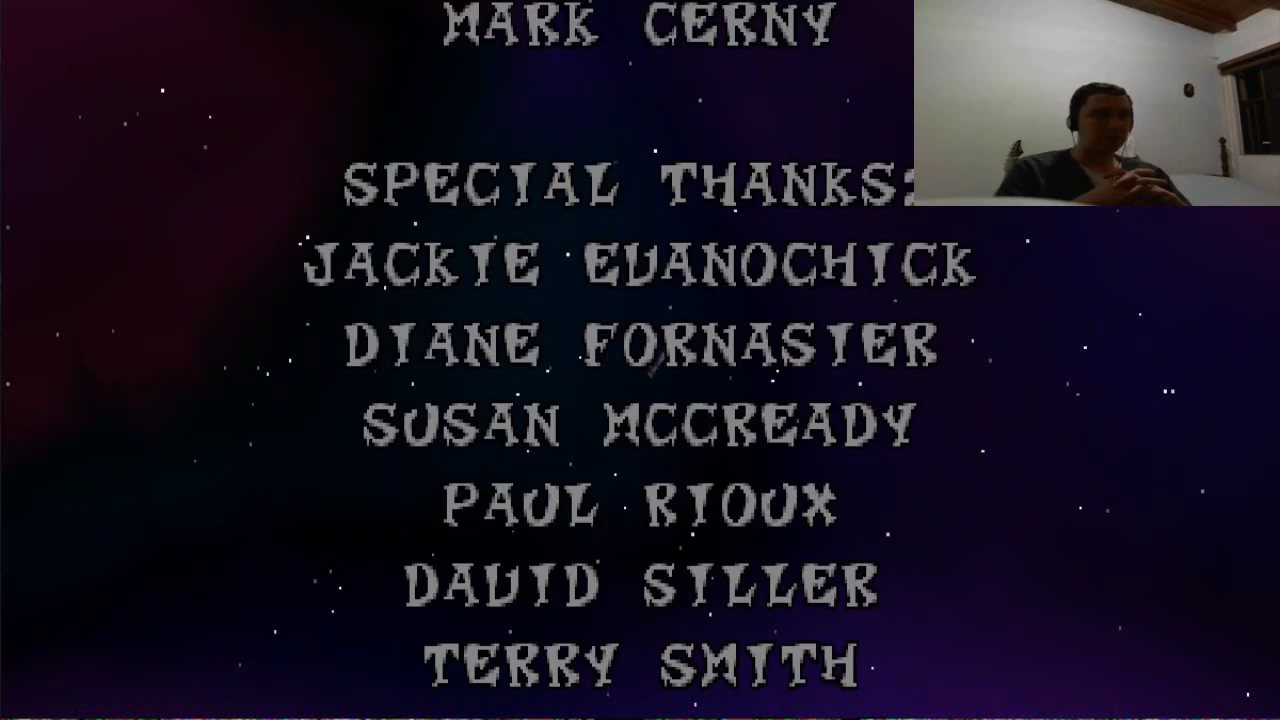 MARK CERNY
SPECIAL THANKS:
JACKIE EVANOCHICK
DIANE FORNASIER
SUSAN MCCREADY
PAUL RIOUX
DAVID SILLER
TERRY SMITH